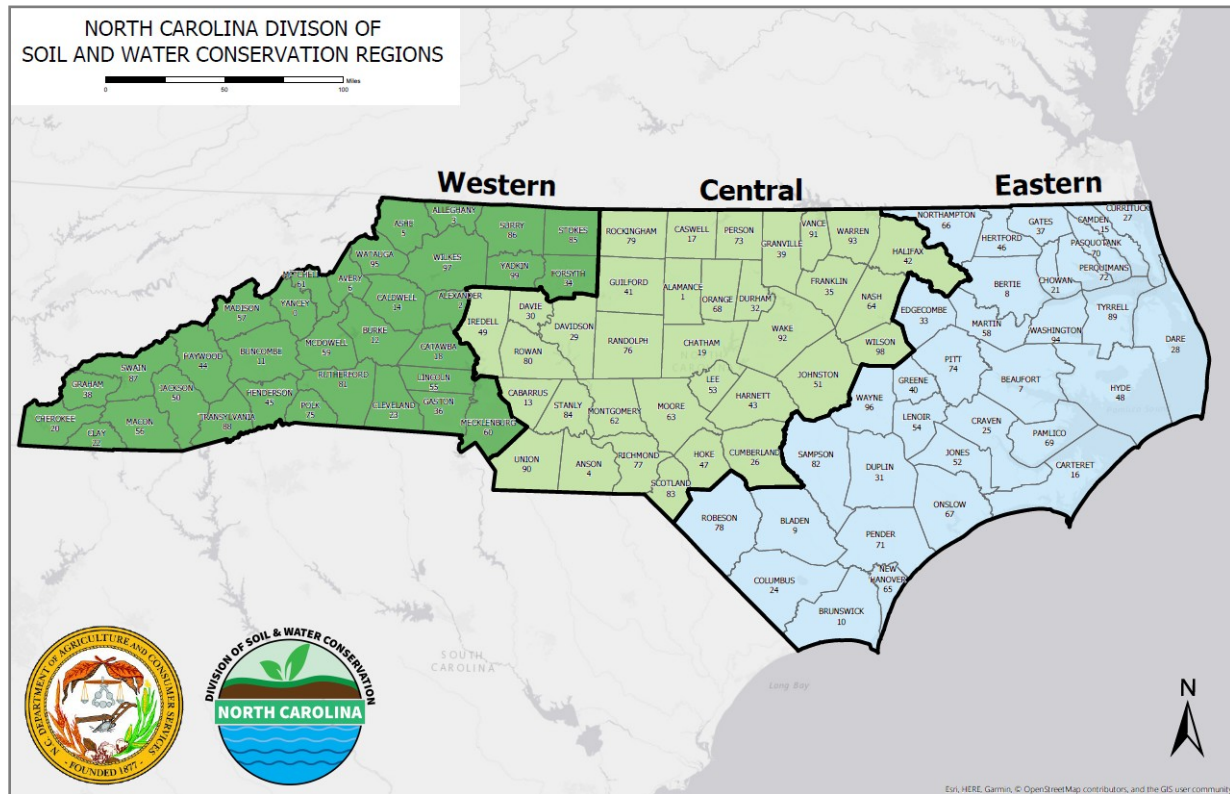 NORTH CAROLINA DIVISON OF
SOIL AND WATER CONSERVATION REGIONS
Miles
0 50 100
Western
Central
Eastern
ASHE
5
ALLEGHANY
3
SURRY
86
STOKES
85
WATAUGA
95
WILKES
97
YADKIN
99
FORSYTH
34
61
AVERY
6
CALDWELL
14
ALEXANDER
MADISON
57
YANCEY
BURKE
12
CATAWBA
18
HAYWOOD
44
BUNCOMBE
11
MCDOWELL
59
RUTHERFORD
81
LINCOLN
55
SWAIN
87
GRAHAM
38
JACKSON
50
HENDERSON
45
POLK
75
CLEVELAND
23
GASTON
36
CHEROKEE
20
CLAY
22
MACON
56
TRANSYLVANIA
88
MECKLENBURG
60
ROCKINGHAM
79
CASWELL
17
PERSON
73
GRANVILLE
39
VANCE
91
WARREN
93
HALIFAX
42
GUILFORD
41
ALAMANCE
1
ORANGE
68
DURHAM
32
FRANKLIN
35
NASH
64
IREDELL
49
DAVIE
30
DAVIDSON
29
RANDOLPH
76
CHATHAM
19
WAKE
92
WILSON
98
ROWAN
80
CABARRUS
13
STANLY
84
MONTGOMERY
62
MOORE
63
LEE
53
HARNETT
43
JOHNSTON
51
UNION
90
ANSON
4
RICHMOND
77
SCOTLAND
83
HOKE
47
CUMBERLAND
26
NORTHAMPTON
66
GATES
37
CAMDEN
15
CURRITUCK
27
HERTFORD
46
PASQUOTANK
70
PERQUIMANS
72
BERTIE
8
CHOWAN
21
EDGECOMBE
33
MARTIN
58
WASHINGTON
94
TYRRELL
89
DARE
28
PITT
74
BEAUFORT
7
HYDE
48
WAYNE
96
GREENE
40
LENOIR
54
CRAVEN
25
PAMLICO
69
SAMPSON
82
DUPLIN
31
JONES
52
CARTERET
16
ONSLOW
67
ROBESON
78
BLADEN
9
PENDER
71
COLUMBUS
24
NEW
HANOVER
65
BRUNSWICK
10
SOUTH
CAROLINA
Long Bay
N.C. DEPARTMENT OF AGRICULTURE AND CONSUMER SERVICES
- FOUNDED 1877 -
DIVISION OF SOIL & WATER CONSERVATION
NORTH CAROLINA
N
Esri, HERE, Garmin, © OpenStreetMap contributors, and the GIS user communit